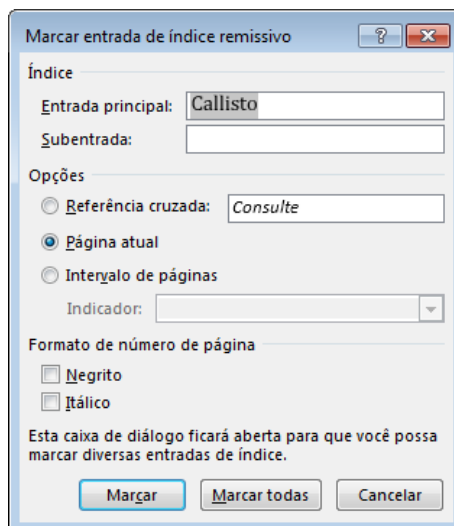 Marcar entrada de índice remissivo
Índice
Entrada principal: Callisto
Subentrada:
Opções
Referência cruzada: Consulte
Página atual
Intervalo de páginas
Indicador:
Formato de número de página
Negrito
Itálico
Esta caixa de diálogo ficará aberta para que você possa
marcar diversas entradas de índice.
Marcar Marcar todas Cancelar